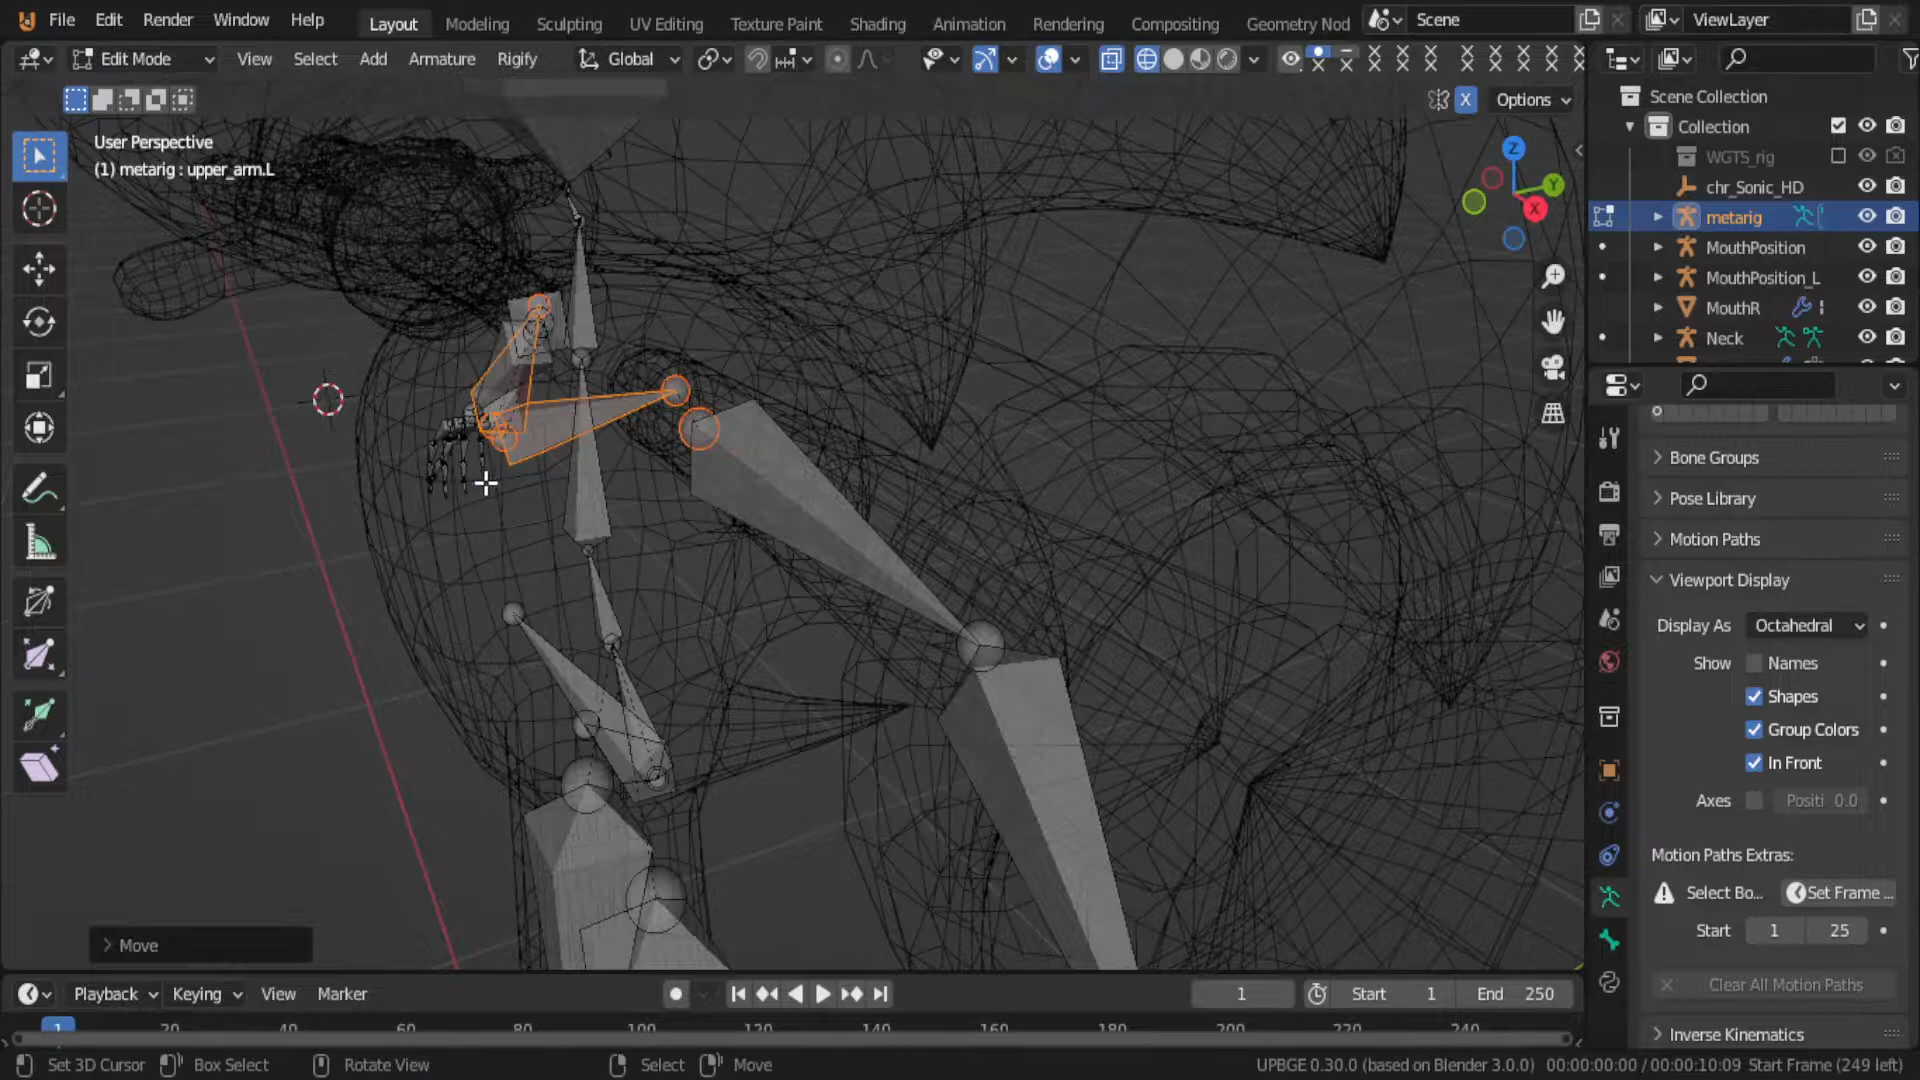 File Edit Render Window Help Layout Modeling Sculpting UV Editing Texture Paint Shading Animation Rendering Compositing Geometry Nod Scene ViewLayer
Edit Mode View Select Add Armature Rigify Global
X Options
User Perspective
(1) metarig : upper_arm.L
Z
Y
X
Scene Collection
Collection
WGTS_rig
chr_Sonic_HD
metarig
MouthPosition
MouthPosition_L
MouthR
Neck
Bone Groups
Pose Library
Motion Paths
Viewport Display
Display As Octahedral
Show Names
Shapes
Group Colors
In Front
Axes Positi 0.0
Motion Paths Extras:
Select Bo... Set Frame ...
Start 1 25
Clear All Motion Paths
Inverse Kinematics
Move
Playback Keying View Marker 1 Start 1 End 250
1 20 40 60 80 100 120 140 160 180 200 220 240
Set 3D Cursor Box Select Rotate View Select Move UPBGE 0.30.0 (based on Blender 3.0.0) 00:00:00:00 / 00:00:10:09 Start Frame (249 left)